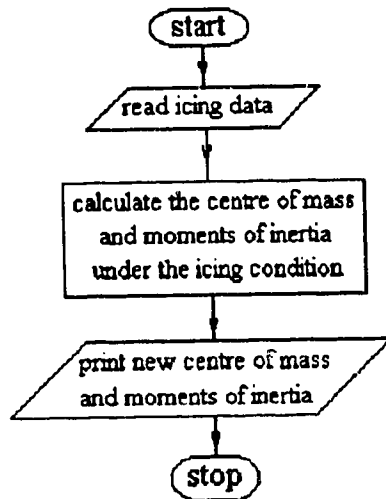 start
read icing data
calculate the centre of mass
and moments of inertia
under the icing condition
print new centre of mass
and moments of inertia
stop